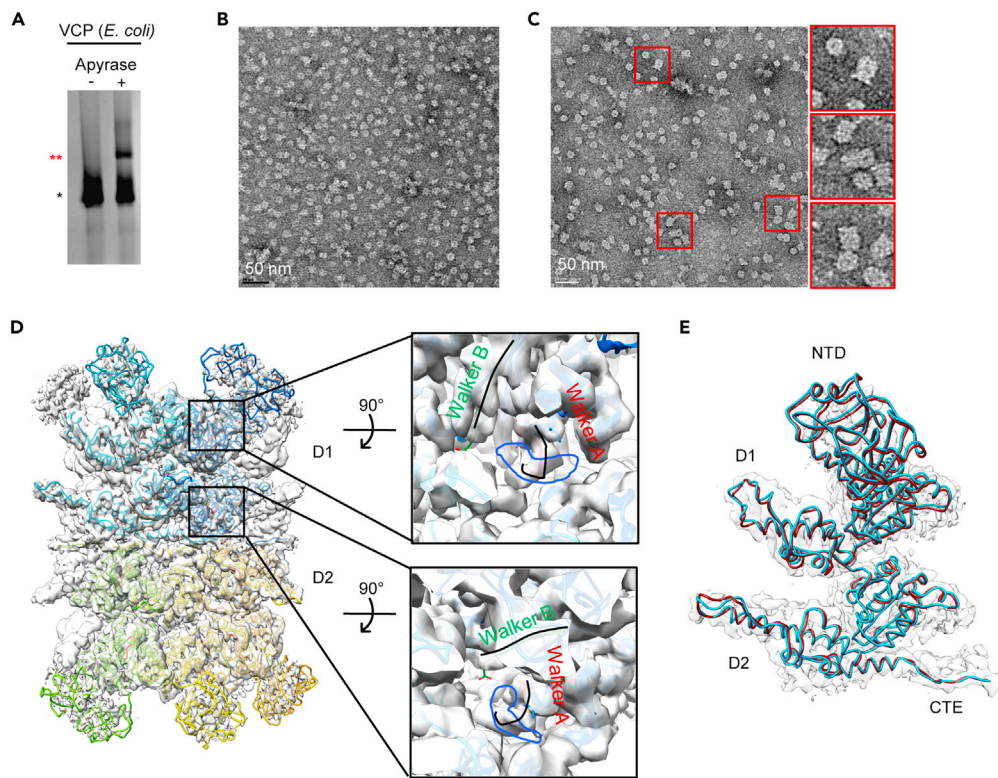 A
VCP (E. coli)
Apyrase
- +
**
*
B
50 nm
C
50 nm
D
90°
D1
Walker B
Walker A
90°
D2
Walker B
Walker A
E
NTD
D1
D2
CTE